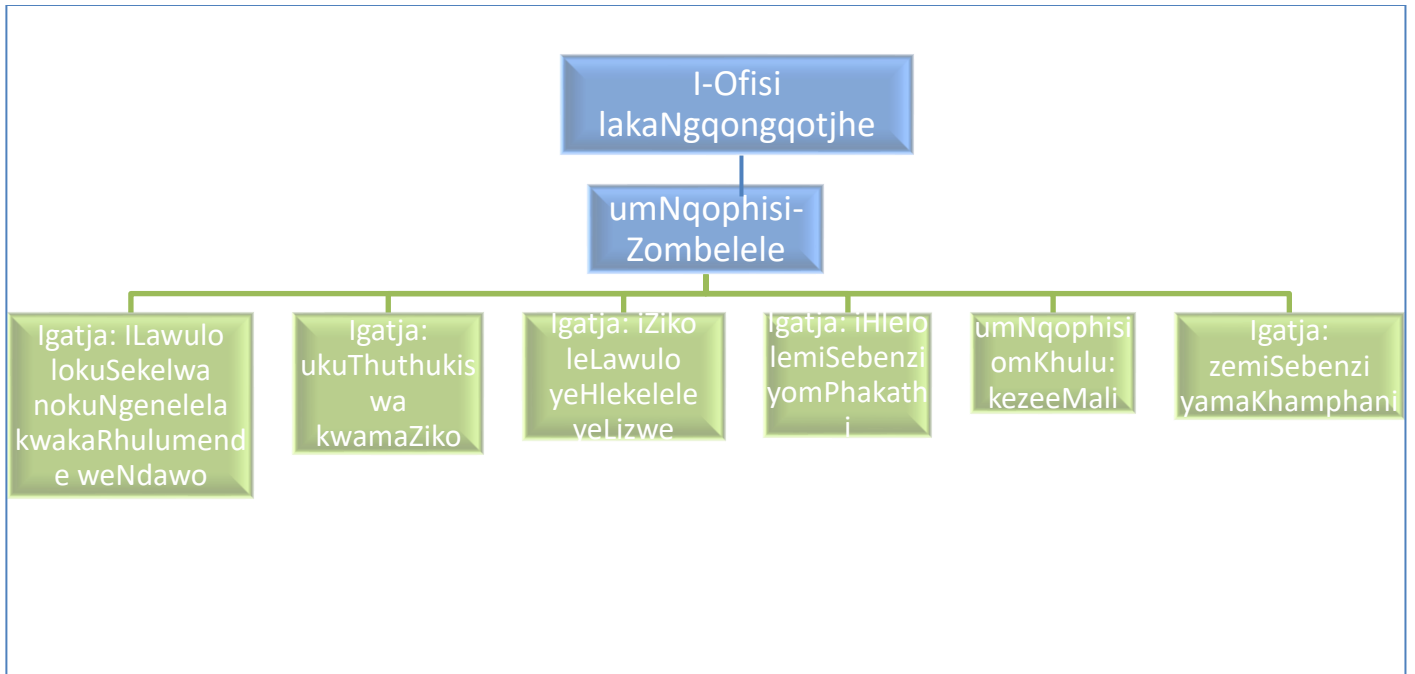 I-Ofisi
lakaNgqongqotjhe
umNqophisi-
Zombelele
Igatja: ILawulo
lokuSekelwa
nokuNgenelela
kwakaRhulumend
e weNdawo
Igatja:
ukuThuthukis
wa
kwamaZiko
Igatja: iZiko
leLawulo
yeHlekelele
yeLizwe
Igatja: iHlelo
lemiSebenzi
yomPhakath
i
umNqophisi
omKhulu:
kezeeMali
Igatja:
zemiSebenzi
yamaKhamphani